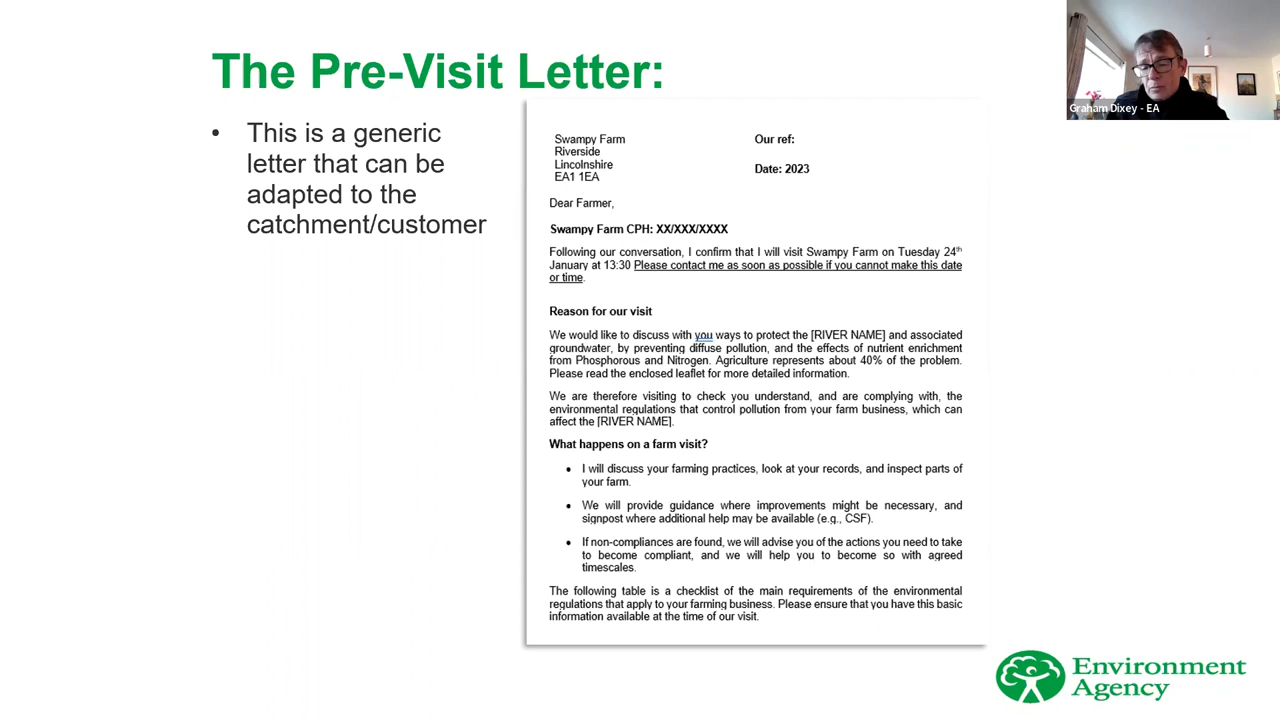 The Pre-Visit Letter:
• This is a generic
letter that can be
adapted to the
catchment/customer
Graham Dixey - EA
Swampy Farm
Riverside
Lincolnshire
EA1 1EA
Our ref:
Date: 2023
Dear Farmer,
Swampy Farm CPH: XX/XXX/XXXX
Following our conversation, I confirm that I will visit Swampy Farm on Tuesday 24th
January at 13:30 Please contact me as soon as possible if you cannot make this date
or time.
Reason for our visit
We would like to discuss with you ways to protect the [RIVER NAME] and associated
groundwater, by preventing diffuse pollution, and the effects of nutrient enrichment
from Phosphorous and Nitrogen. Agriculture represents about 40% of the problem.
Please read the enclosed leaflet for more detailed information.
We are therefore visiting to check you understand, and are complying with, the
environmental regulations that control pollution from your farm business, which can
affect the [RIVER NAME].
What happens on a farm visit?
• I will discuss your farming practices, look at your records, and inspect parts of
your farm.
• We will provide guidance where improvements might be necessary, and
signpost where additional help may be available (e.g., CSF).
• If non-compliances are found, we will advise you of the actions you need to take
to become compliant, and we will help you to become so with agreed
timescales.
The following table is a checklist of the main requirements of the environmental
regulations that apply to your farming business. Please ensure that you have this basic
information available at the time of our visit.
Environment
Agency